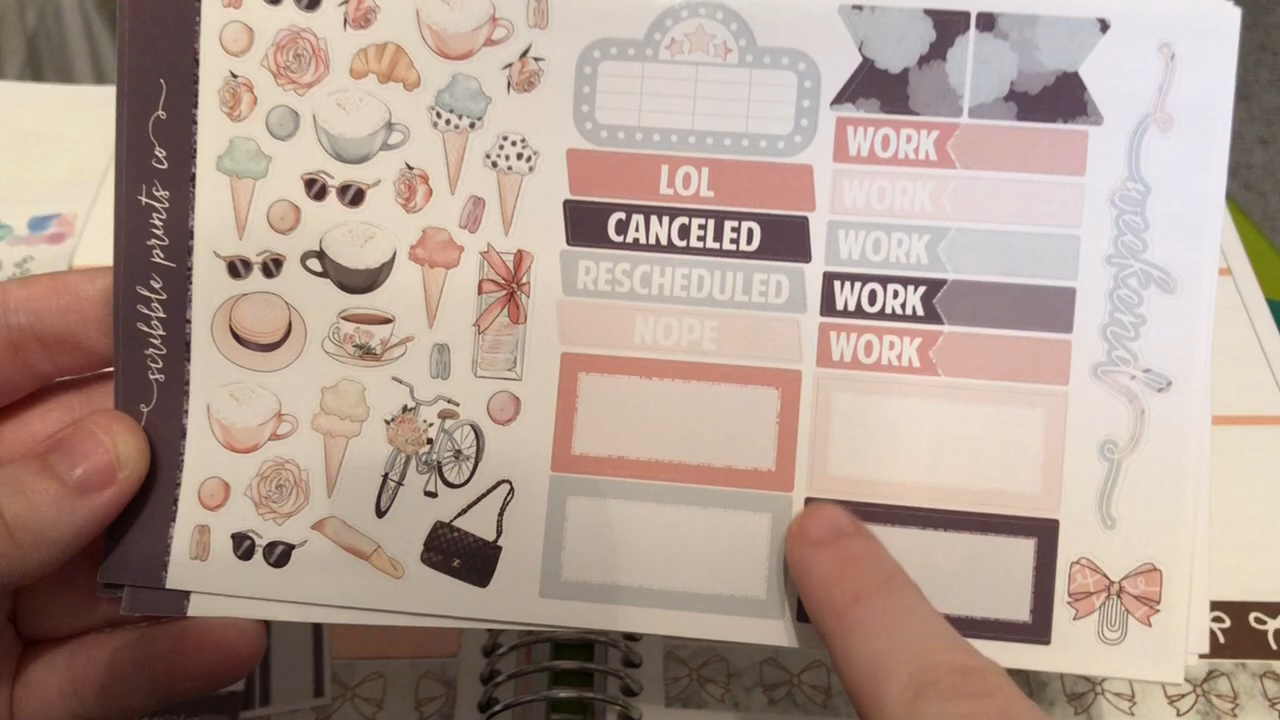 scribble prints co
LOL
CANCELED
RESCHEDULED
NOPE
WORK
WORK
WORK
WORK
WORK
weekend